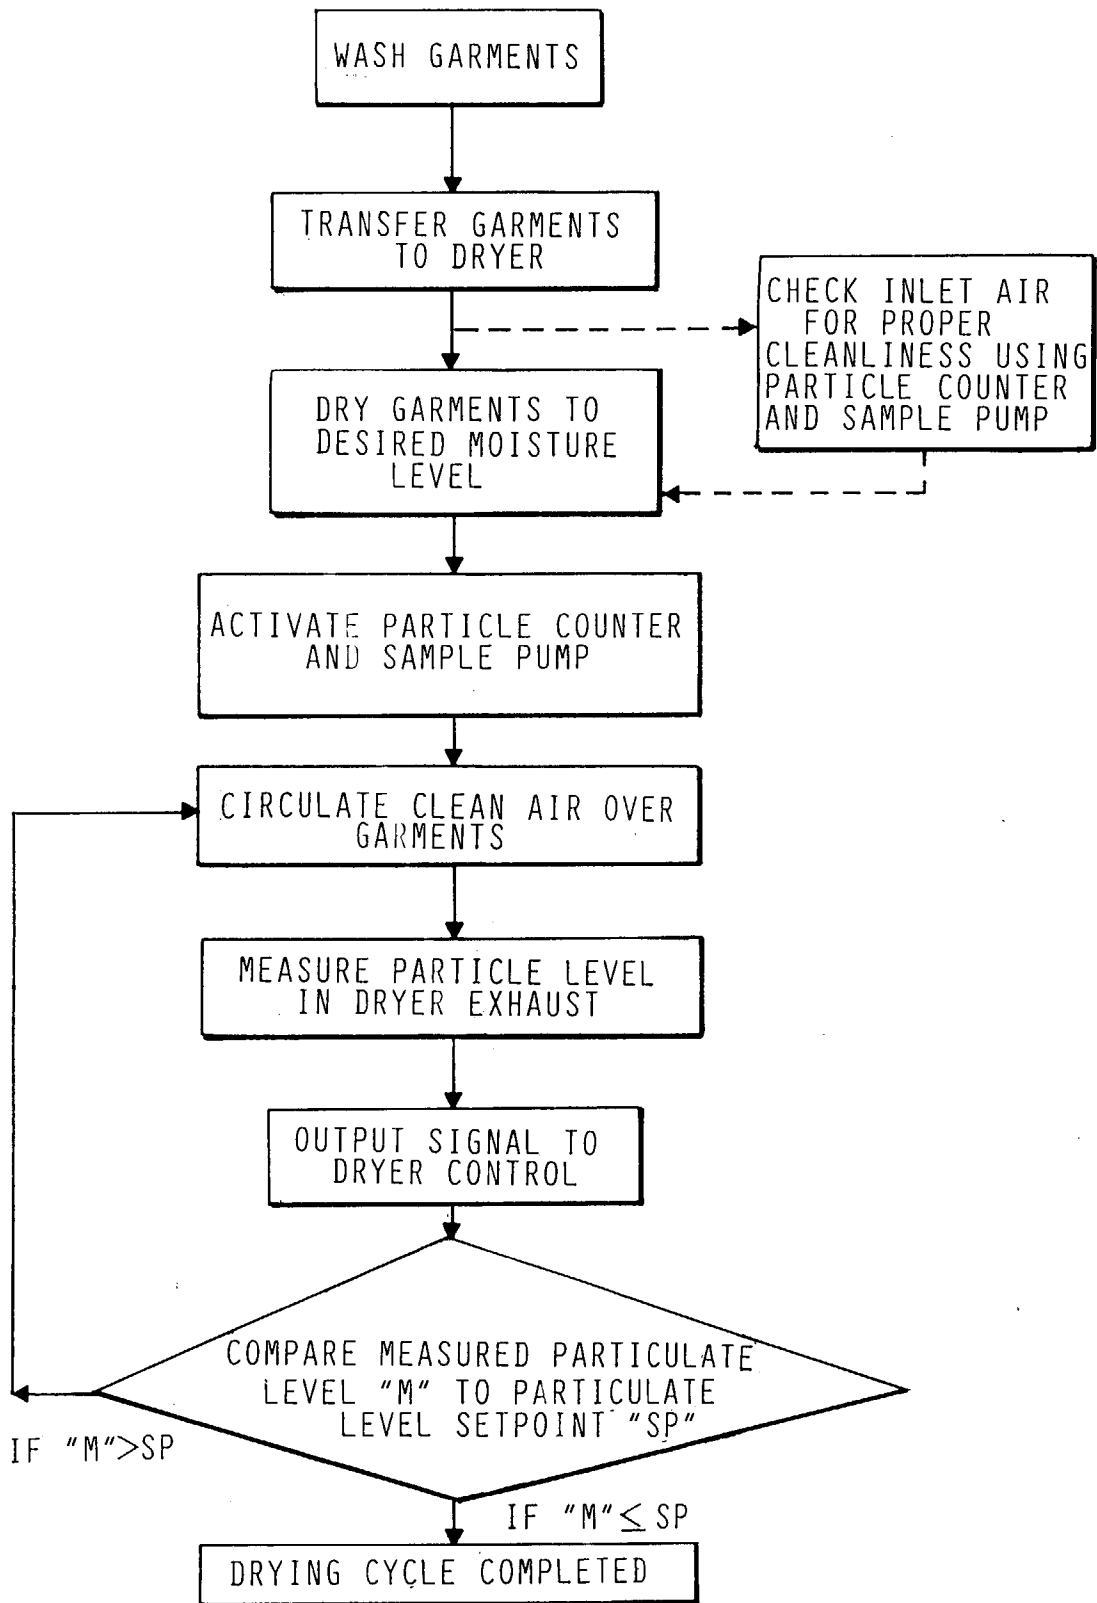 WASH GARMENTS
TRANSFER GARMENTS
TO DRYER
CHECK INLET AIR
FOR PROPER
CLEANLINESS USING
PARTICLE COUNTER
AND SAMPLE PUMP
DRY GARMENTS TO
DESIRED MOISTURE
LEVEL
ACTIVATE PARTICLE COUNTER
AND SAMPLE PUMP
CIRCULATE CLEAN AIR OVER
GARMENTS
MEASURE PARTICLE LEVEL
IN DRYER EXHAUST
OUTPUT SIGNAL TO
DRYER CONTROL
COMPARE MEASURED PARTICULATE
LEVEL "M" TO PARTICULATE
LEVEL SETPOINT "SP"
IF "M">SP
IF "M"≤ SP
DRYING CYCLE COMPLETED